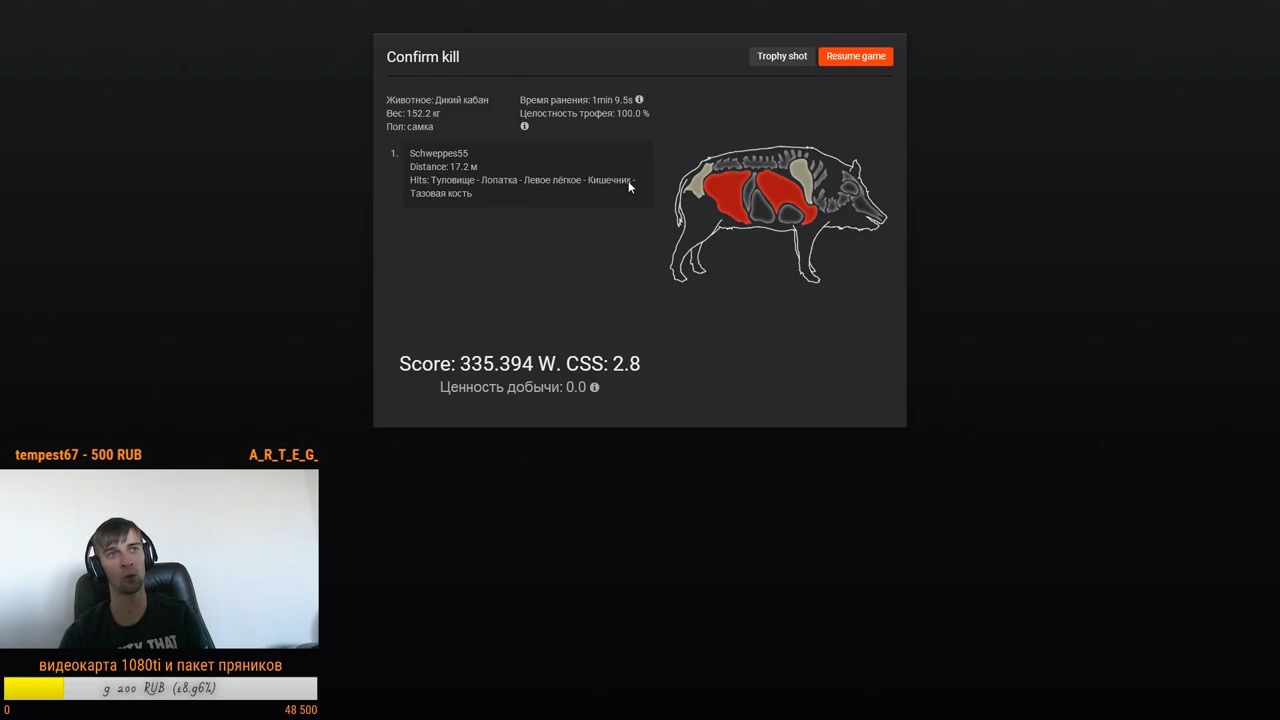 Confirm kill
Trophy shot
Resume game
Животное: Дикий кабан
Вес: 152.2 кг
Пол: самка
Время ранения: 1min 9.5s
Целостность трофея: 100.0 %
1.
Schweppes55
Distance: 17.2 м
Hits: Туловище - Лопатка - Левое лёгкое - Кишечник -
Тазовая кость
Score: 335.394 W. CSS: 2.8
Ценность добычи: 0.0
tempest67 - 500 RUB
A_R_T_E_G_
THAT
видеокарта 1080ti и пакет пряников
9 200 RUB (18.96%)
0
48 500